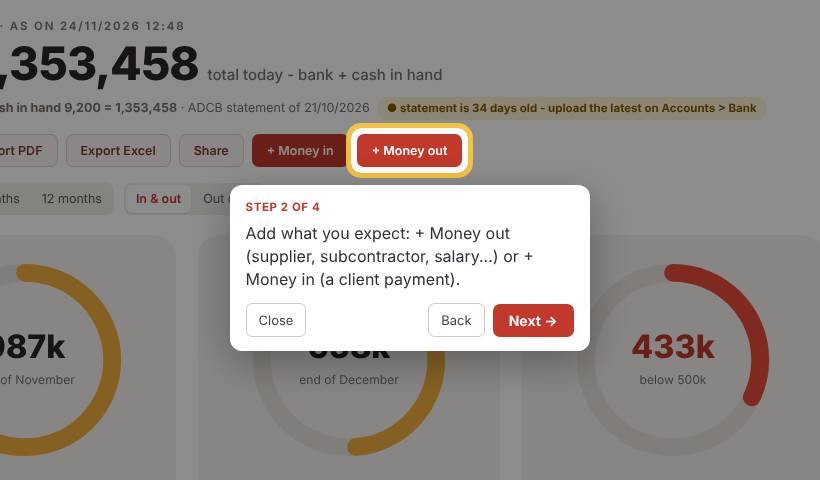 · AS ON 24/11/2026 12:48
,353,458 total today - bank + cash in hand
sh in hand 9,200 = 1,353,458 · ADCB statement of 21/10/2026 ● statement is 34 days old - upload the latest on Accounts > Bank
ort PDF Export Excel Share + Money in + Money out
ths 12 months In & out Out
STEP 2 OF 4
Add what you expect: + Money out
(supplier, subcontractor, salary...) or +
Money in (a client payment).
Close Back Next →
987k 433k
of November end of December below 500k